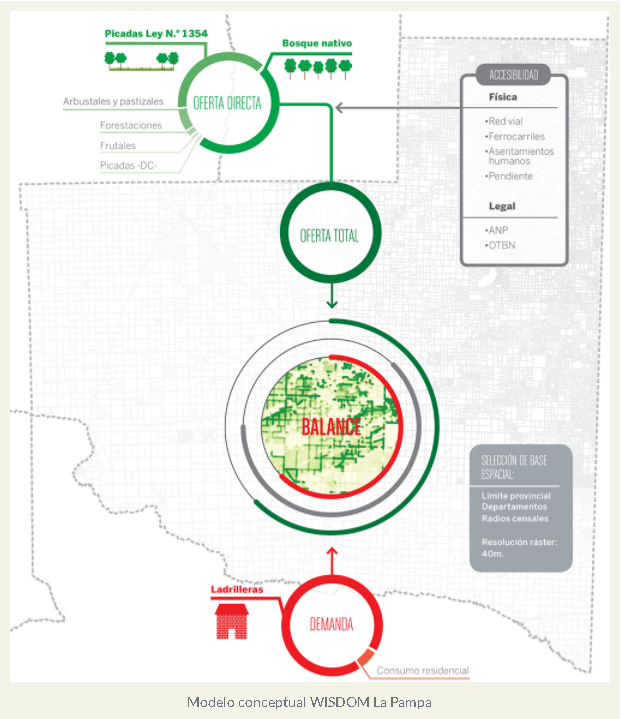 Picadas Ley N.° 1354
Bosque nativo
OFERTA DIRECTA
Arbustales y pastizales
Forestaciones
Frutales
Picadas -DC-
ACCESIBILIDAD
Física
•Red vial
•Ferrocarriles
•Asentamientos
humanos
•Pendiente
Legal
•ANP
•OTBN
OFERTA TOTAL
BALANCE
SELECCIÓN DE BASE
ESPACIAL:
Límite provincial
Departamentos
Radios censales
Resolución ráster:
40m.
Ladrilleras
DEMANDA
Consumo residencial
Modelo conceptual WISDOM La Pampa